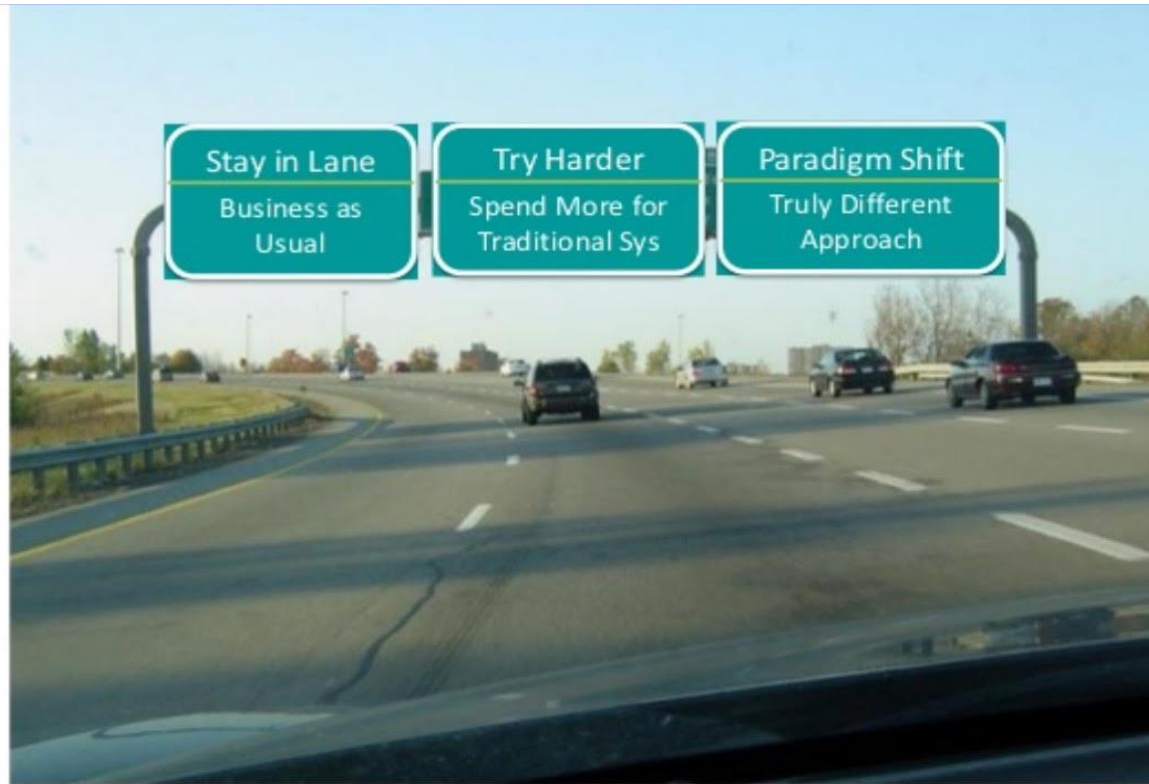 Stay in Lane
Business as
Usual
Try Harder
Spend More for
Traditional Sys
Paradigm Shift
Truly Different
Approach